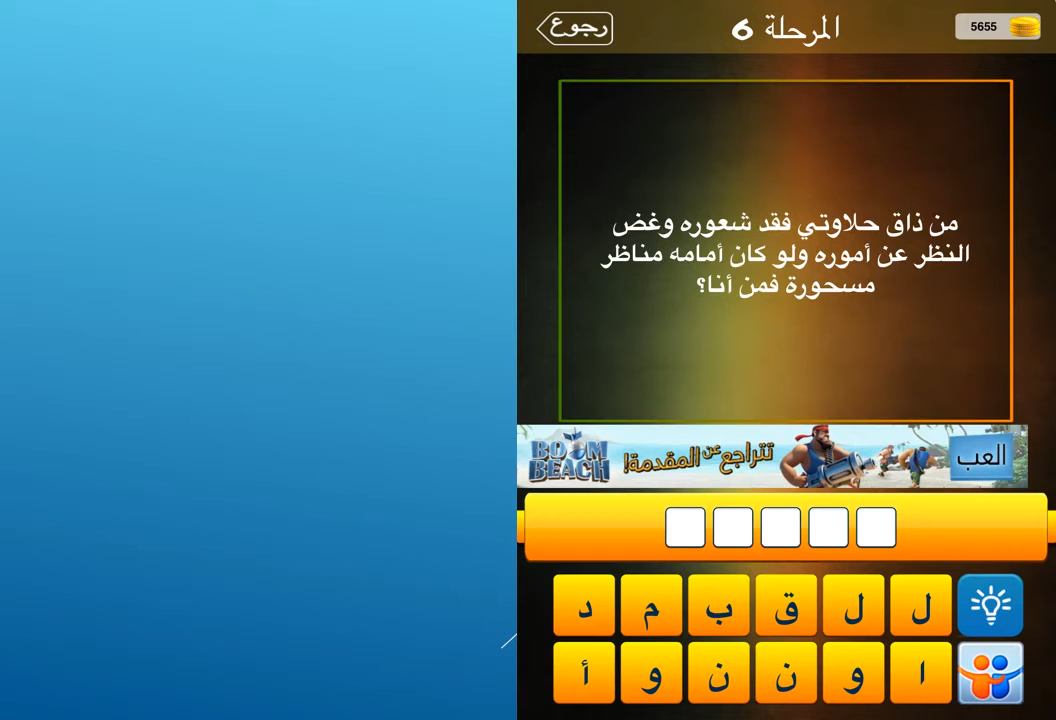 رجوع
المرحلة 6
5655
من ذاق حلاوتي فقد شعوره وغض
النظر عن أموره ولو كان أمامه مناظر
مسحورة فمن أنا؟
BOOM BEACH
تتراجع عن المقدمة!
العب
د م ب ق ل ل
أ و ن ن و ا